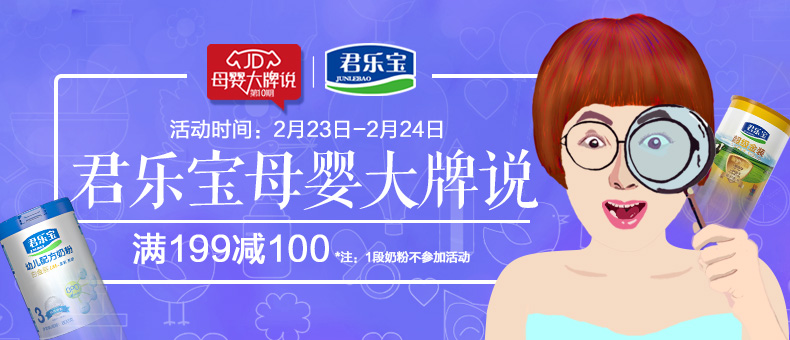 JD
母婴大牌说
第10期
君乐宝
JUNLEBAO
活动时间：2月23日-2月24日
君乐宝母婴大牌说
满199减100 *注：1段奶粉不参加活动
君乐宝
幼儿配方奶粉
3
君乐宝